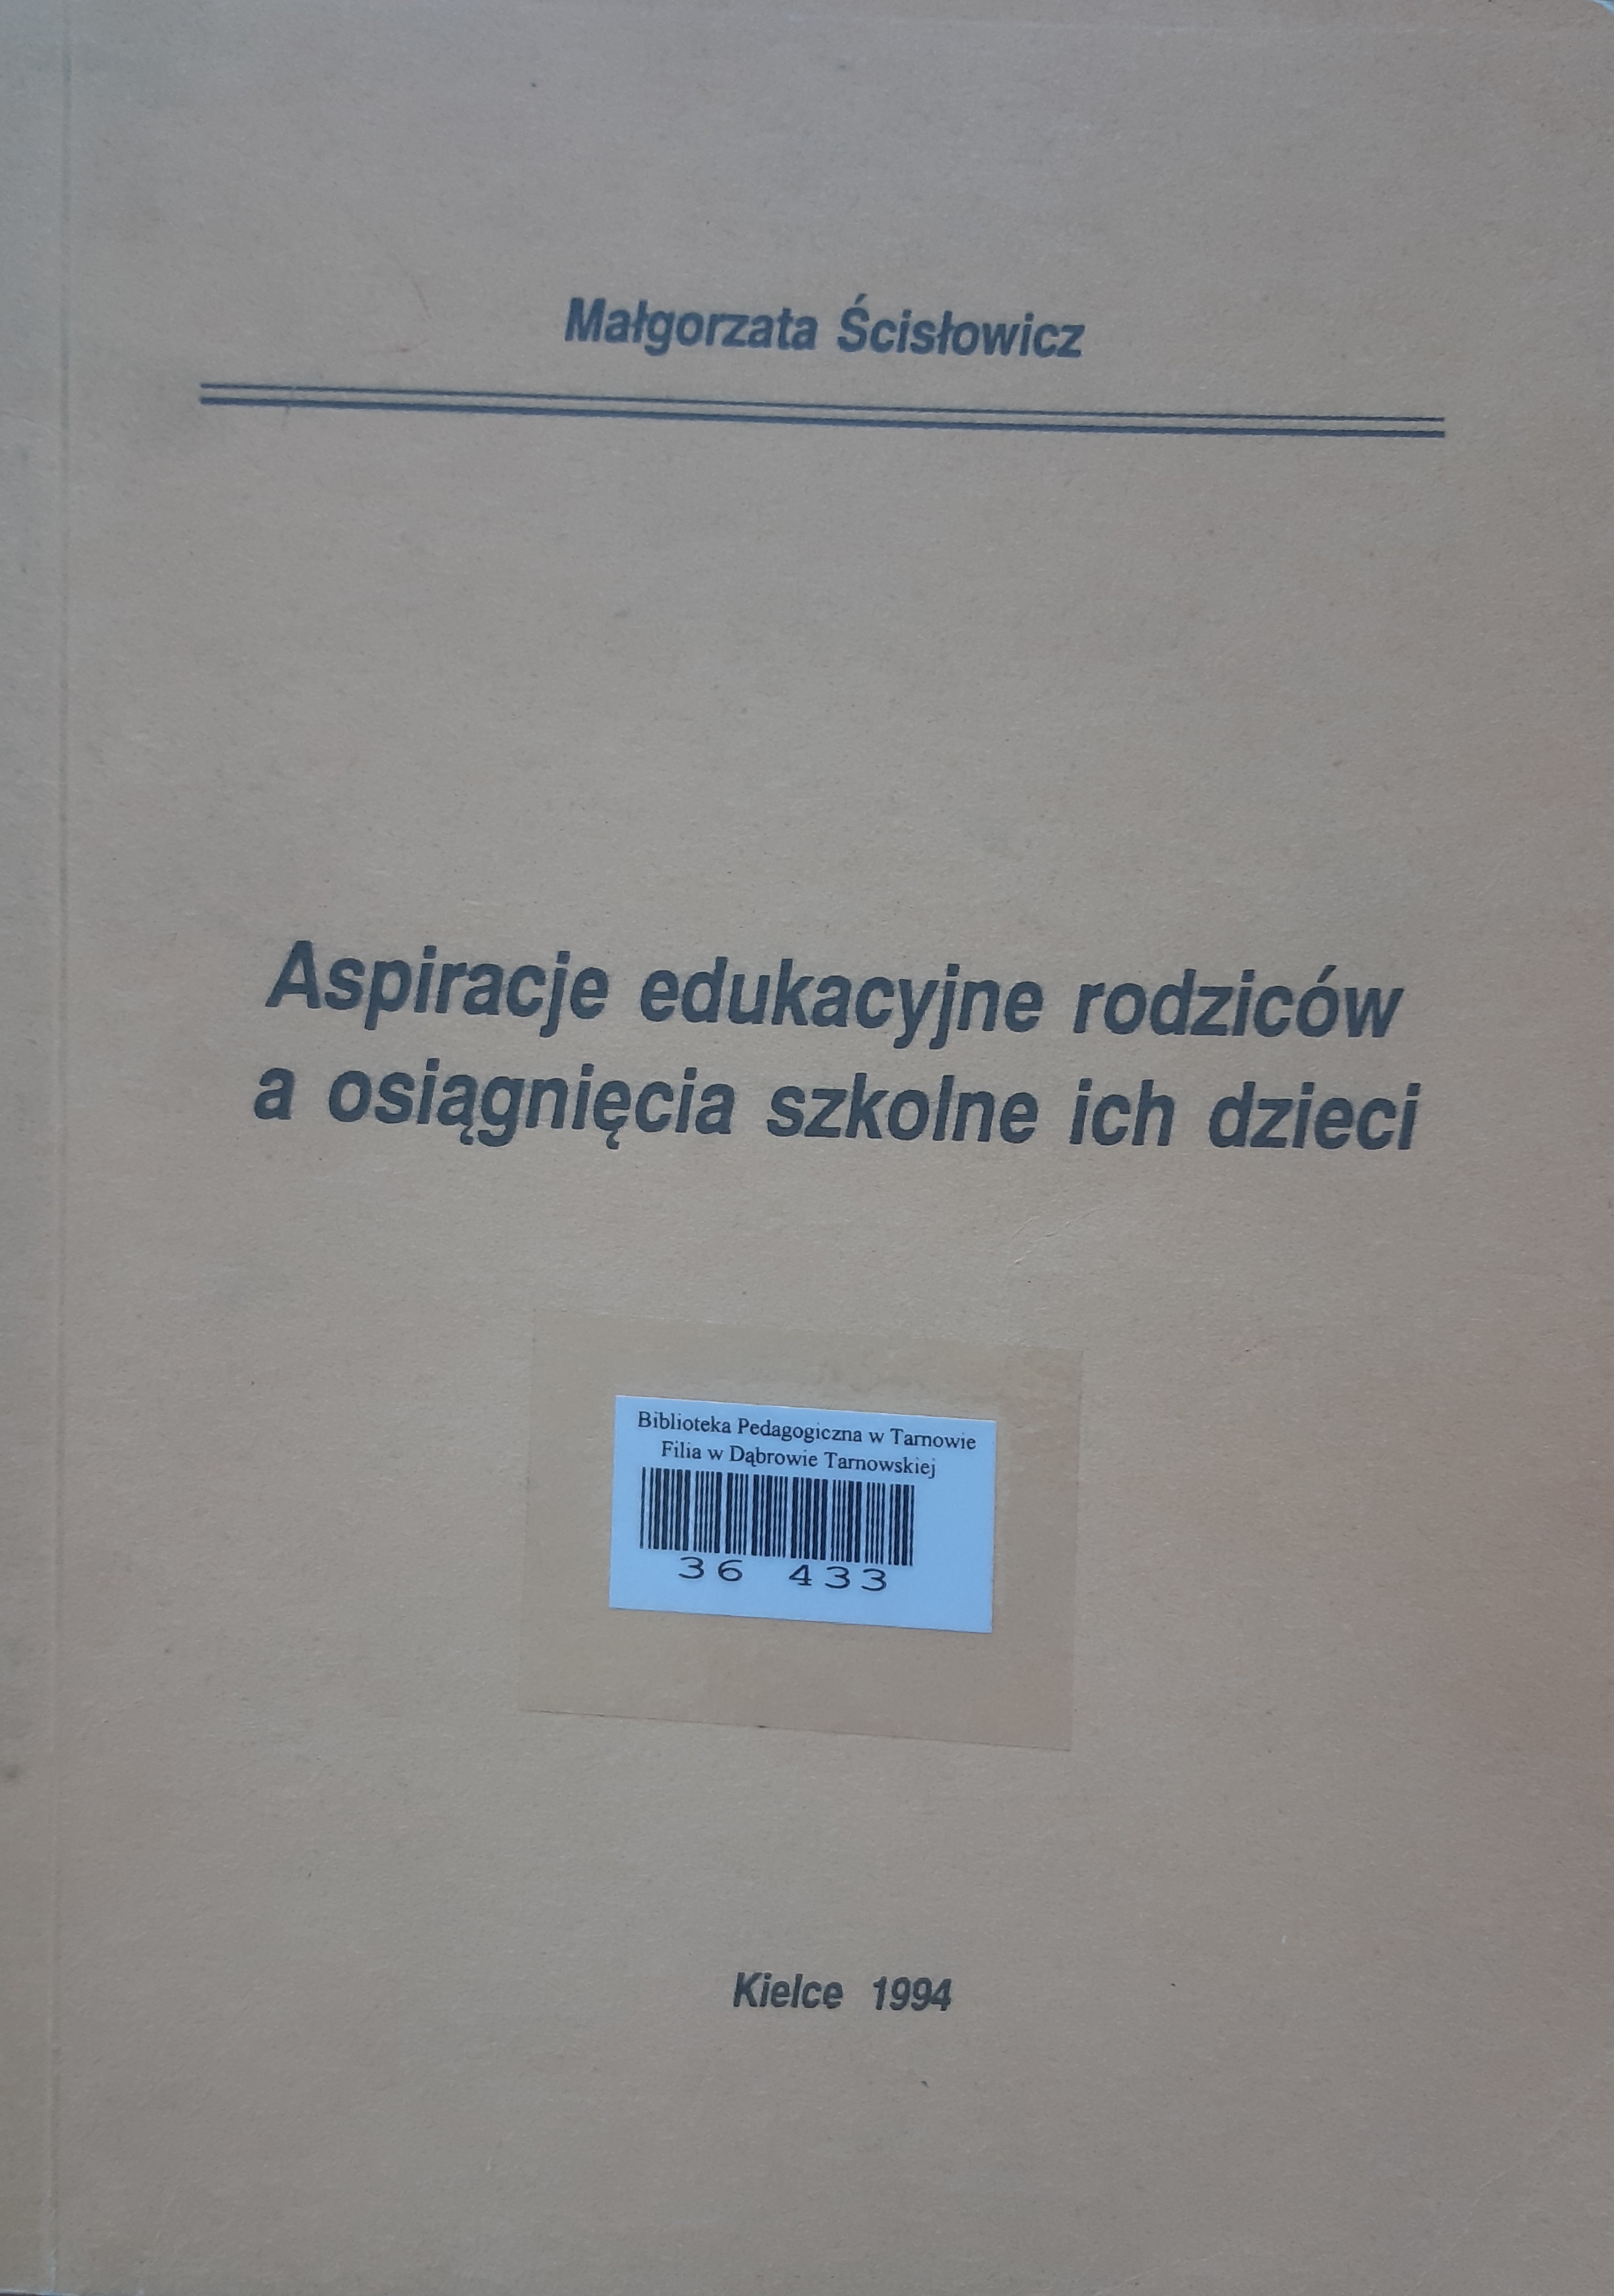 Małgorzata Ścisłowicz
Aspiracje edukacyjne rodziców
a osiągnięcia szkolne ich dzieci
Biblioteka Pedagogiczna w Tarnowie
Filia w Dąbrowie Tarnowskiej
36 433
Kielce 1994